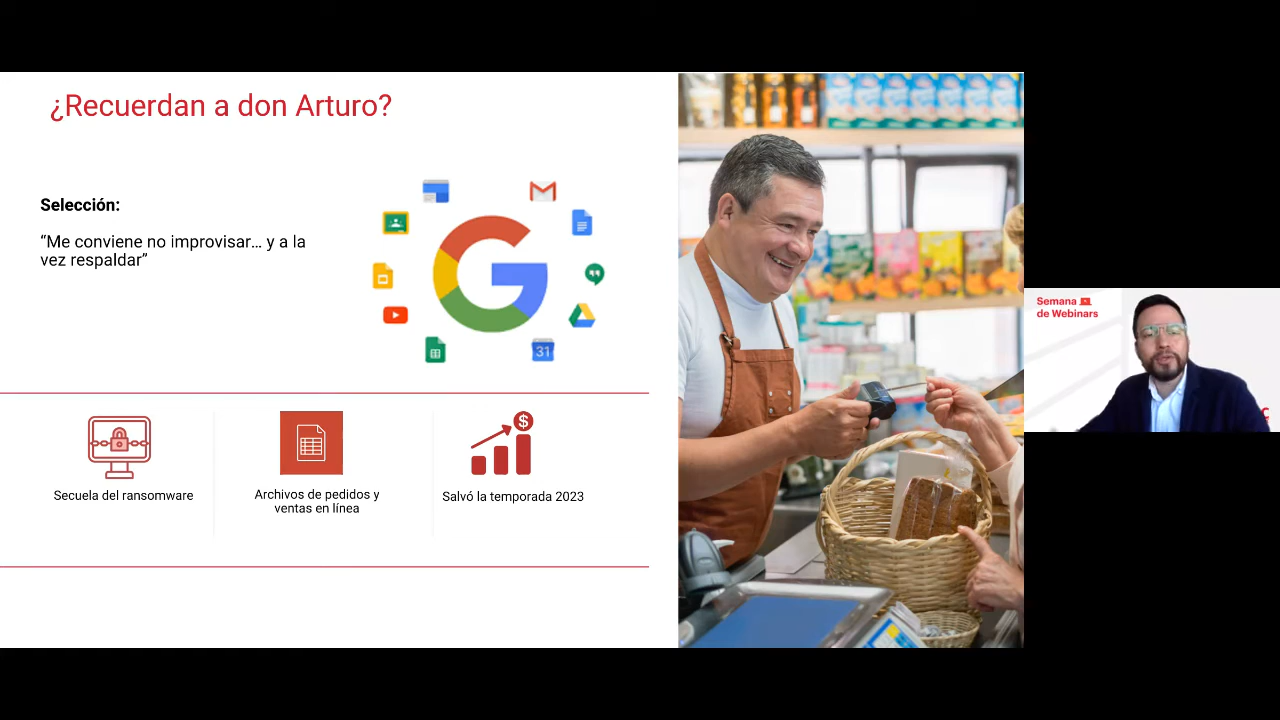 ¿Recuerdan a don Arturo?
Selección:
“Me conviene no improvisar... y a la
vez respaldar”
31
Secuela del ransomware
Archivos de pedidos y
ventas en línea
$
Salvó la temporada 2023
Semana
de Webinars